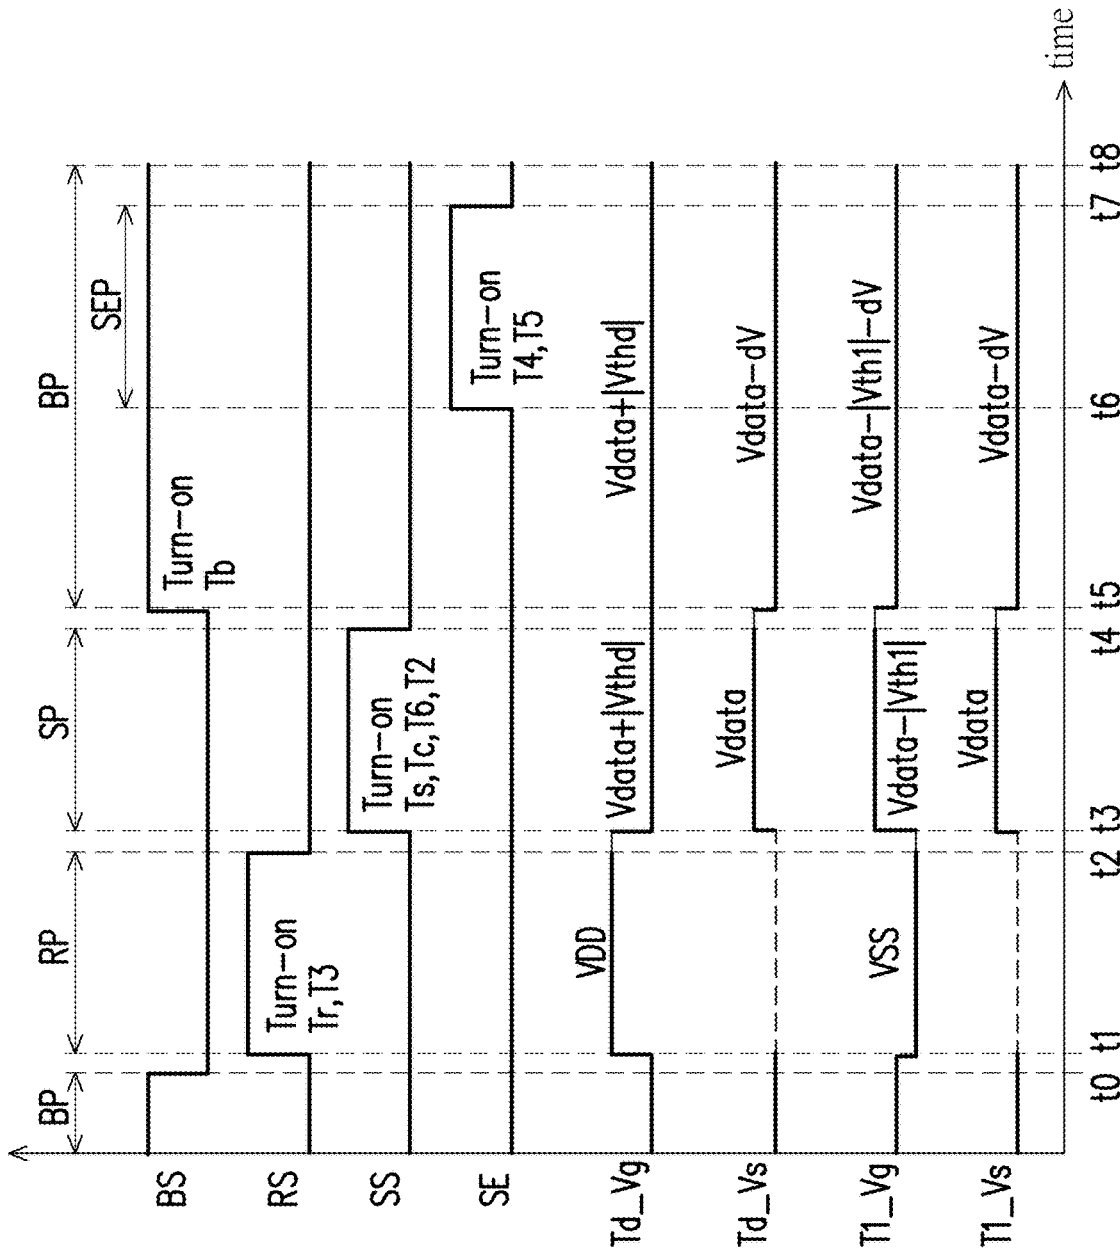 BP
RP
SP
BP
SEP
BS
Turn-on
Tb
RS
Turn-on
Tr,T3
SS
Turn-on
Ts,Tc,T6,T2
SE
Turn-on
T4,T5
Td_Vg
VDD
Vdata+|Vthd|
Vdata+|Vthd|
Td_Vs
Vdata
Vdata-dV
T1_Vg
VSS
Vdata-|Vth1|
Vdata-|Vth1|-dV
T1_Vs
Vdata
Vdata-dV
time
t0 t1 t2 t3 t4 t5 t6 t7 t8